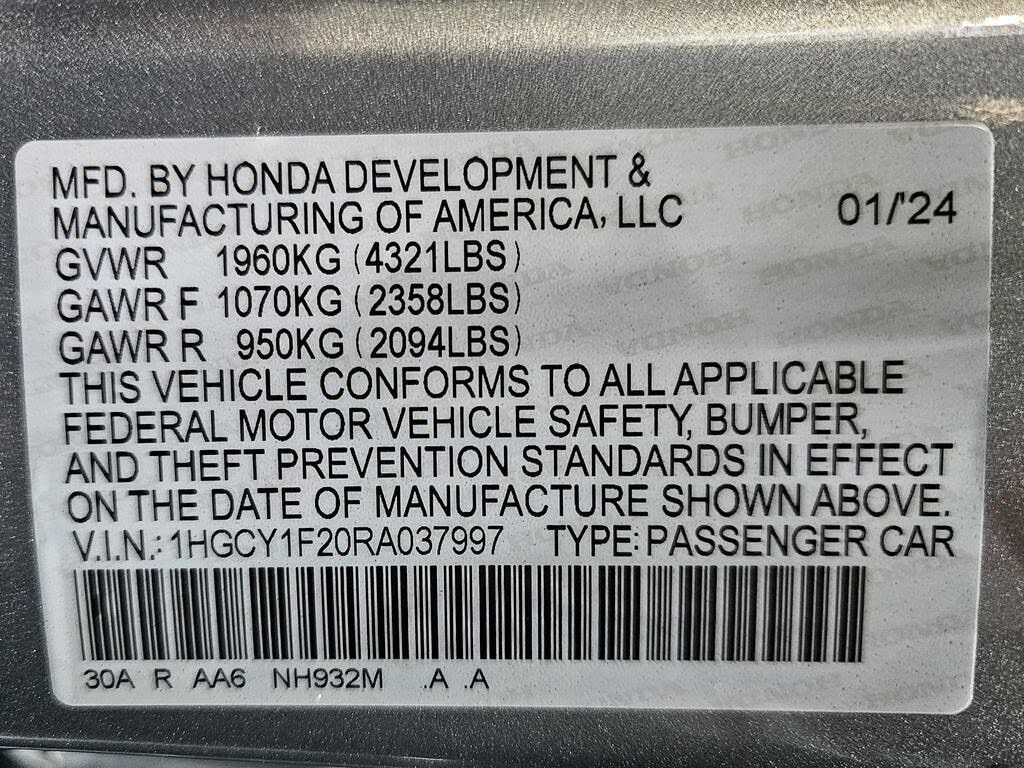 MFD. BY HONDA DEVELOPMENT &
MANUFACTURING OF AMERICA, LLC 01/'24
GVWR 1960KG (4321LBS)
GAWR F 1070KG (2358LBS)
GAWR R 950KG (2094LBS)
THIS VEHICLE CONFORMS TO ALL APPLICABLE
FEDERAL MOTOR VEHICLE SAFETY, BUMPER,
AND THEFT PREVENTION STANDARDS IN EFFECT
ON THE DATE OF MANUFACTURE SHOWN ABOVE.
V.I.N.: 1HGCY1F20RA037997 TYPE: PASSENGER CAR
30A R AA6 NH932M .A .A